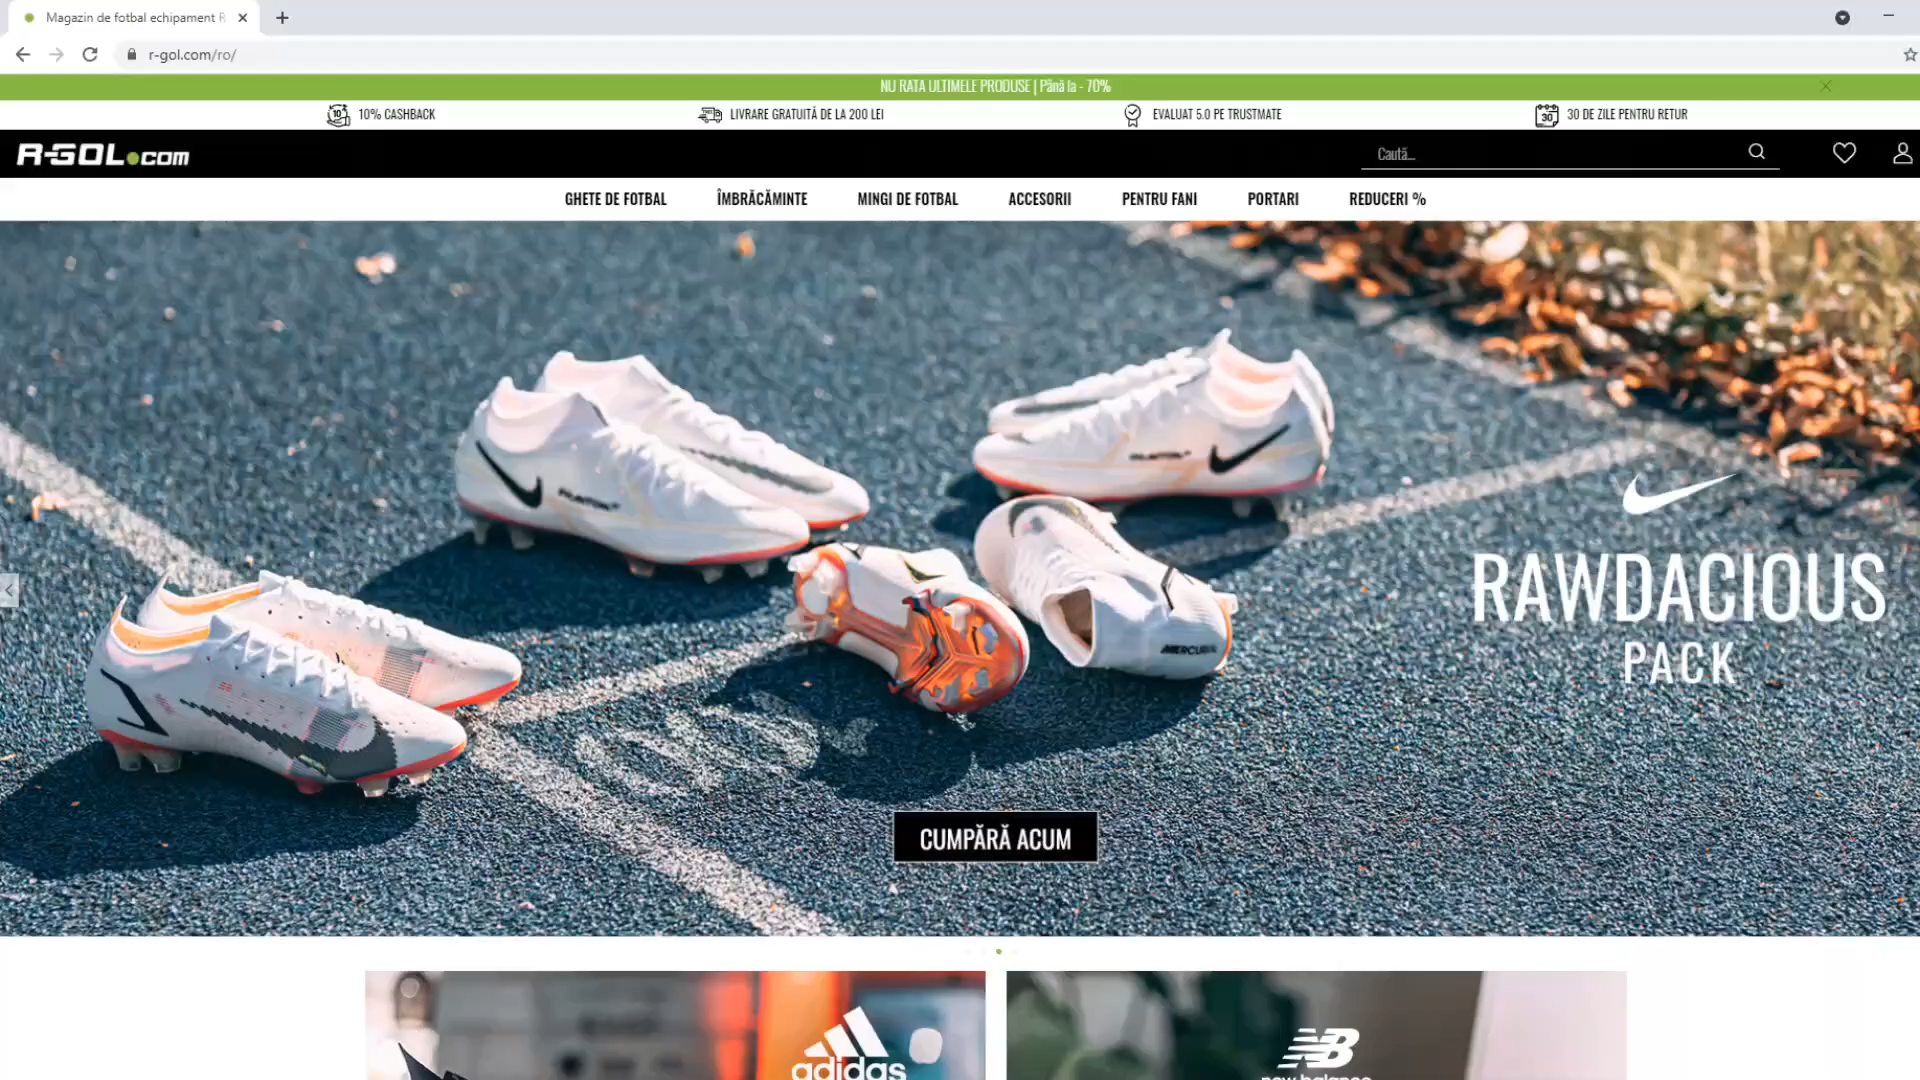 Magazin de fotbal echipament R
r-gol.com/ro/
NU RATA ULTIMELE PRODUSE | Până la - 70%
10% CASHBACK
LIVRARE GRATUITĂ DE LA 200 LEI
EVALUAT 5.0 PE TRUSTMATE
30 DE ZILE PENTRU RETUR
R-GOL.COM
Caută...
GHETE DE FOTBAL
ÎMBRĂCĂMINTE
MINGI DE FOTBAL
ACCESORII
PENTRU FANI
PORTARI
REDUCERI %
RAWDACIOUS
PACK
CUMPĂRĂ ACUM
adidas
new balance